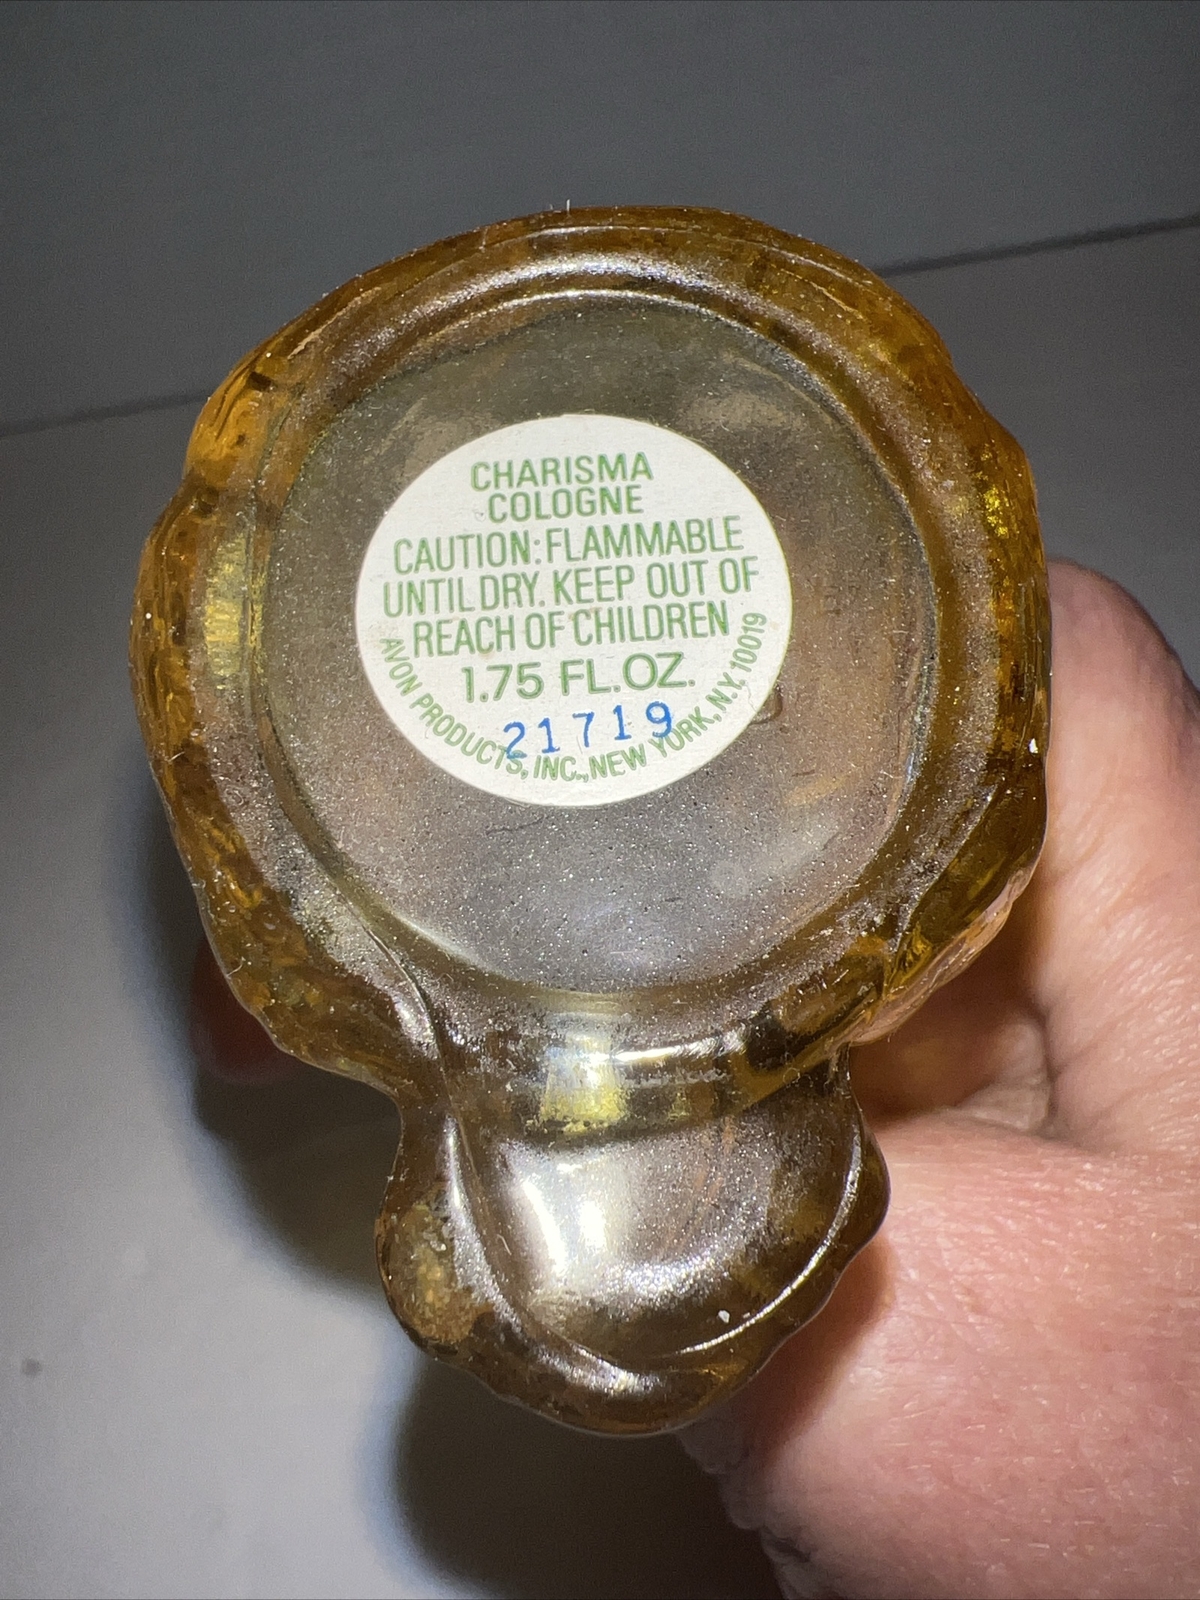 CHARISMA
COLOGNE
CAUTION: FLAMMABLE
UNTIL DRY. KEEP OUT OF
REACH OF CHILDREN
1.75 FL.OZ.
21719
AVON PRODUCTS, INC., NEW YORK, N.Y. 10019